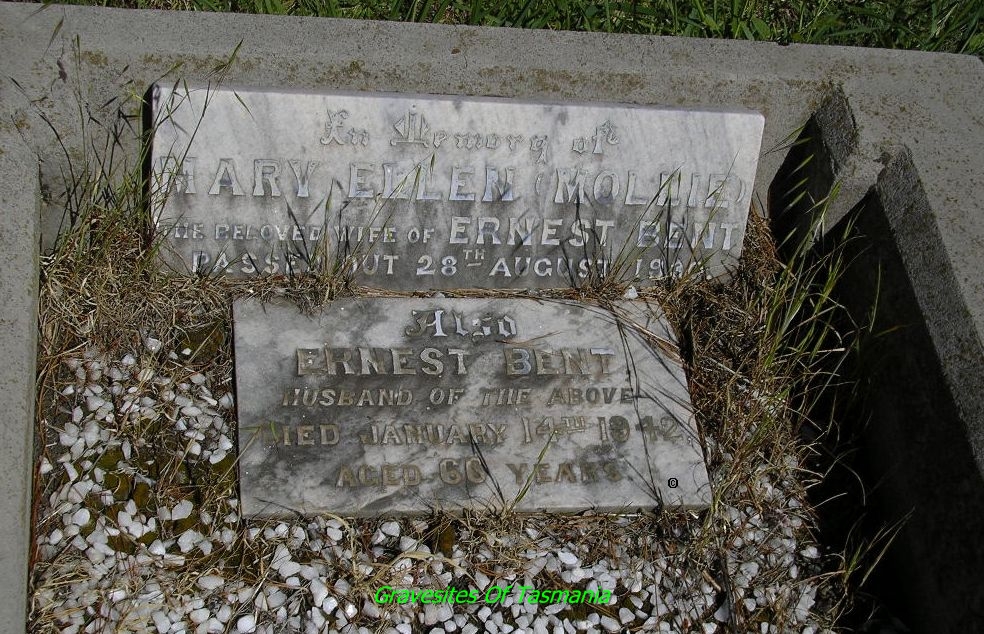 In Memory of
MARY ELLEN (MOLLIE)
THE BELOVED WIFE OF ERNEST BENT
PASSED OUT 28TH AUGUST
Also
ERNEST BENT
HUSBAND OF THE ABOVE
DIED JANUARY 14TH 1942
AGED YEARS
©
Gravesites Of Tasmania